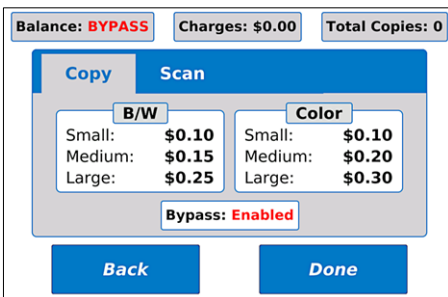 Balance: BYPASS Charges: $0.00 Total Copies: 0
Copy Scan
B/W
Small: $0.10
Medium: $0.15
Large: $0.25
Color
Small: $0.10
Medium: $0.20
Large: $0.30
Bypass: Enabled
Back Done